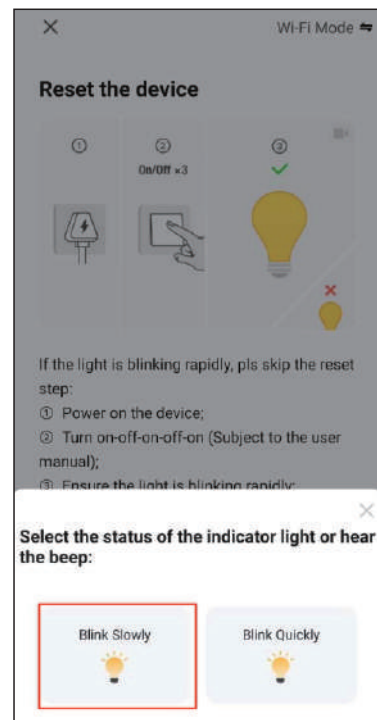 Wi-Fi Mode
Reset the device
① ② ③
On/Off ×3
If the light is blinking rapidly, pls skip the reset
step:
① Power on the device;
② Turn on-off-on-off-on (Subject to the user
manual);
③ Ensure the light is blinking rapidly;
Select the status of the indicator light or hear
the beep:
Blink Slowly
Blink Quickly